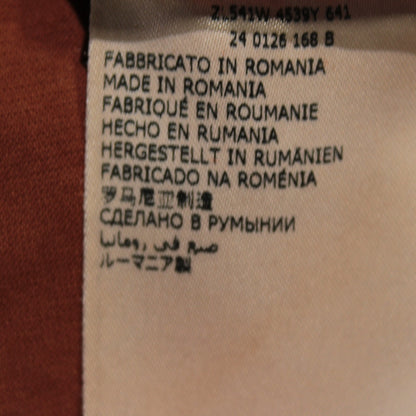 ZL541W 4539Y 641
24 0126 168 B
FABBRICATO IN ROMANIA
MADE IN ROMANIA
FABRIQUÉ EN ROUMANIE
HECHO EN RUMANIA
HERGESTELLT IN RUMÄNIEN
FABRICADO NA ROMÉNIA
罗马尼亚制造
СДЕЛАНО В РУМЫНИИ
صنع في رومانيا
ルーマニア製